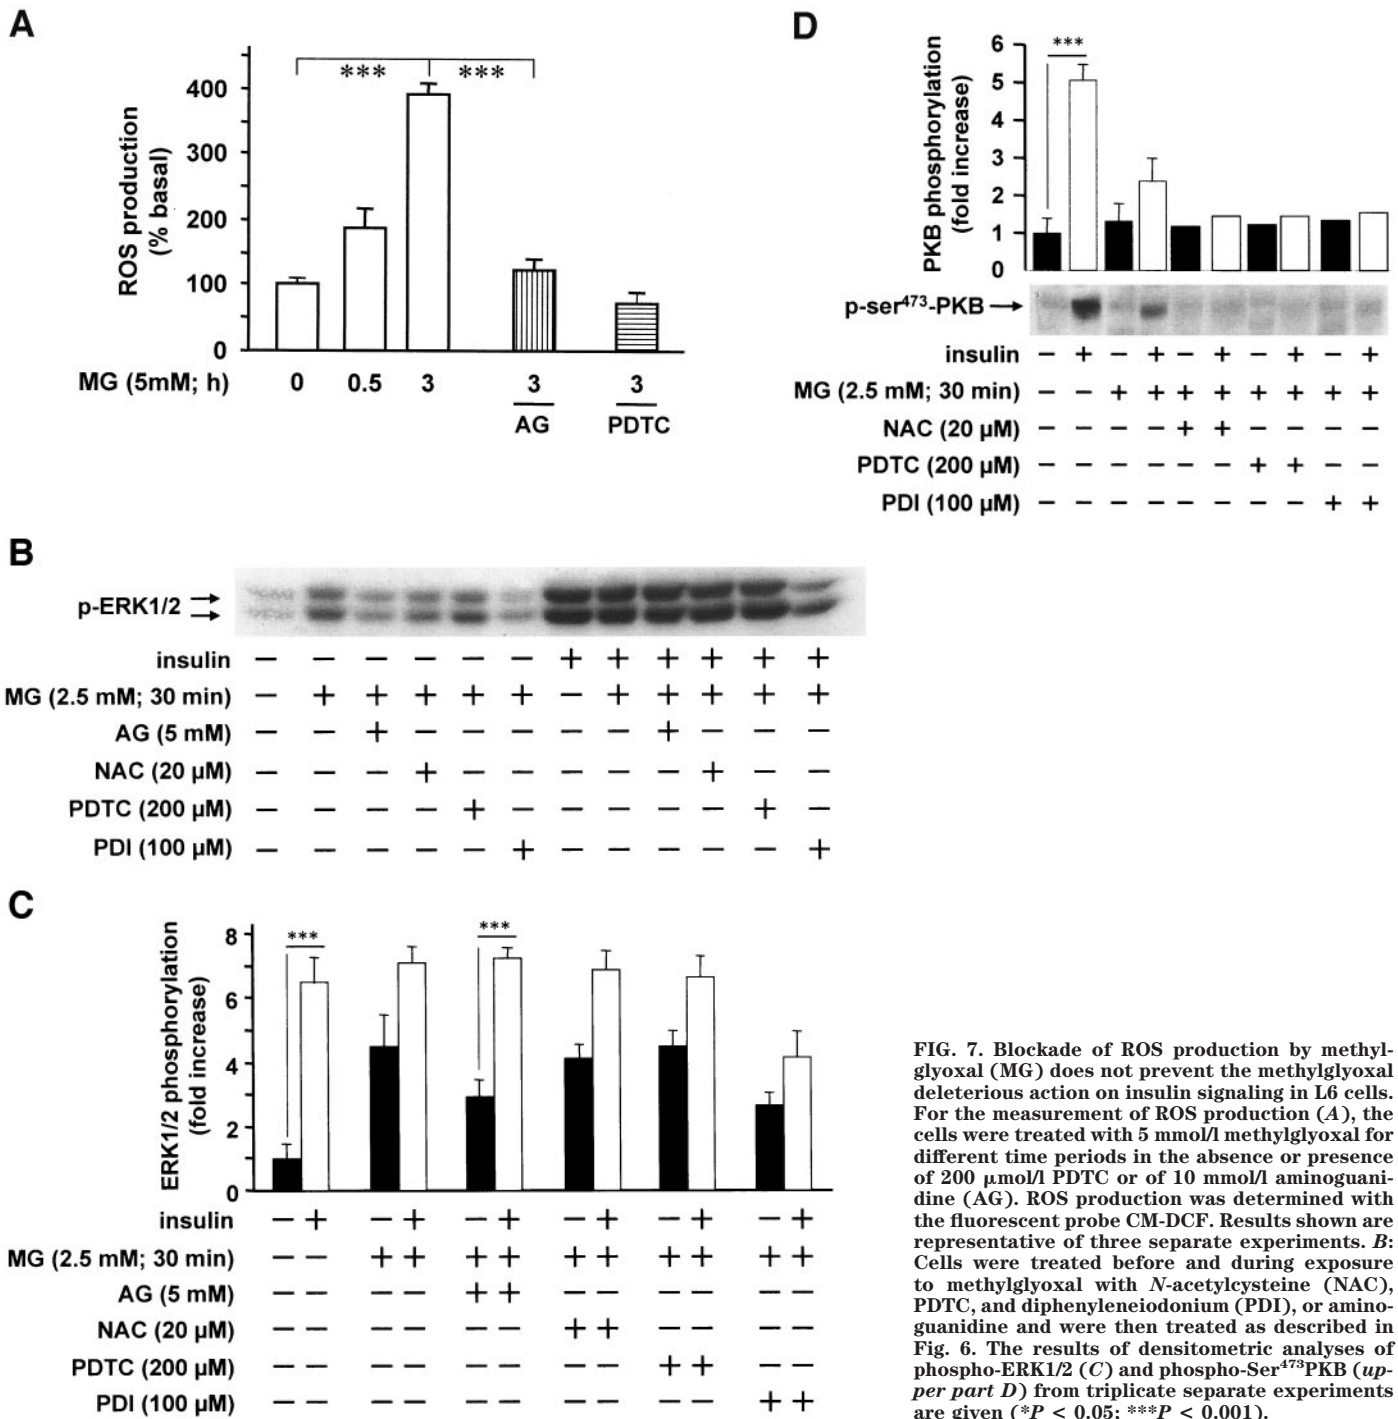 A
***
***
400
300
200
100
0
ROS production
(% basal)
MG (5mM; h)
0 0.5 3 3 3
AG PDTC
B
p-ERK1/2
insulin − − − − − − + + + + + +
MG (2.5 mM; 30 min) − + + + + + − + + + + +
AG (5 mM) − − + − − − − − + − − −
NAC (20 µM) − − − + − − − − − + − −
PDTC (200 µM) − − − − + − − − − − + −
PDI (100 µM) − − − − − + − − − − − +
C
***
***
8
6
4
2
0
ERK1/2 phosphorylation
(fold increase)
insulin − + − + − + − + − + − +
MG (2.5 mM; 30 min) − − + + + + + + + + + +
AG (5 mM) − − − − + + − − − − − −
NAC (20 µM) − − − − − − + + − − − −
PDTC (200 µM) − − − − − − − − + + − −
PDI (100 µM) − − − − − − − − − − + +
D
***
6
5
4
3
2
1
0
PKB phosphorylation
(fold increase)
p-ser473-PKB
insulin − + − + − + − + − +
MG (2.5 mM; 30 min) − − + + + + + + + +
NAC (20 µM) − − − − + + − − − −
PDTC (200 µM) − − − − − − + + − −
PDI (100 µM) − − − − − − − − + +
FIG. 7. Blockade of ROS production by methyl-
glyoxal (MG) does not prevent the methylglyoxal
deleterious action on insulin signaling in L6 cells.
For the measurement of ROS production (A), the
cells were treated with 5 mmol/l methylglyoxal for
different time periods in the absence or presence
of 200 µmol/l PDTC or of 10 mmol/l aminoguani-
dine (AG). ROS production was determined with
the fluorescent probe CM-DCF. Results shown are
representative of three separate experiments. B:
Cells were treated before and during exposure
to methylglyoxal with N-acetylcysteine (NAC),
PDTC, and diphenyleneiodonium (PDI), or amino-
guanidine and were then treated as described in
Fig. 6. The results of densitometric analyses of
phospho-ERK1/2 (C) and phospho-Ser473PKB (up-
per part D) from triplicate separate experiments
are given (*P < 0.05; ***P < 0.001).